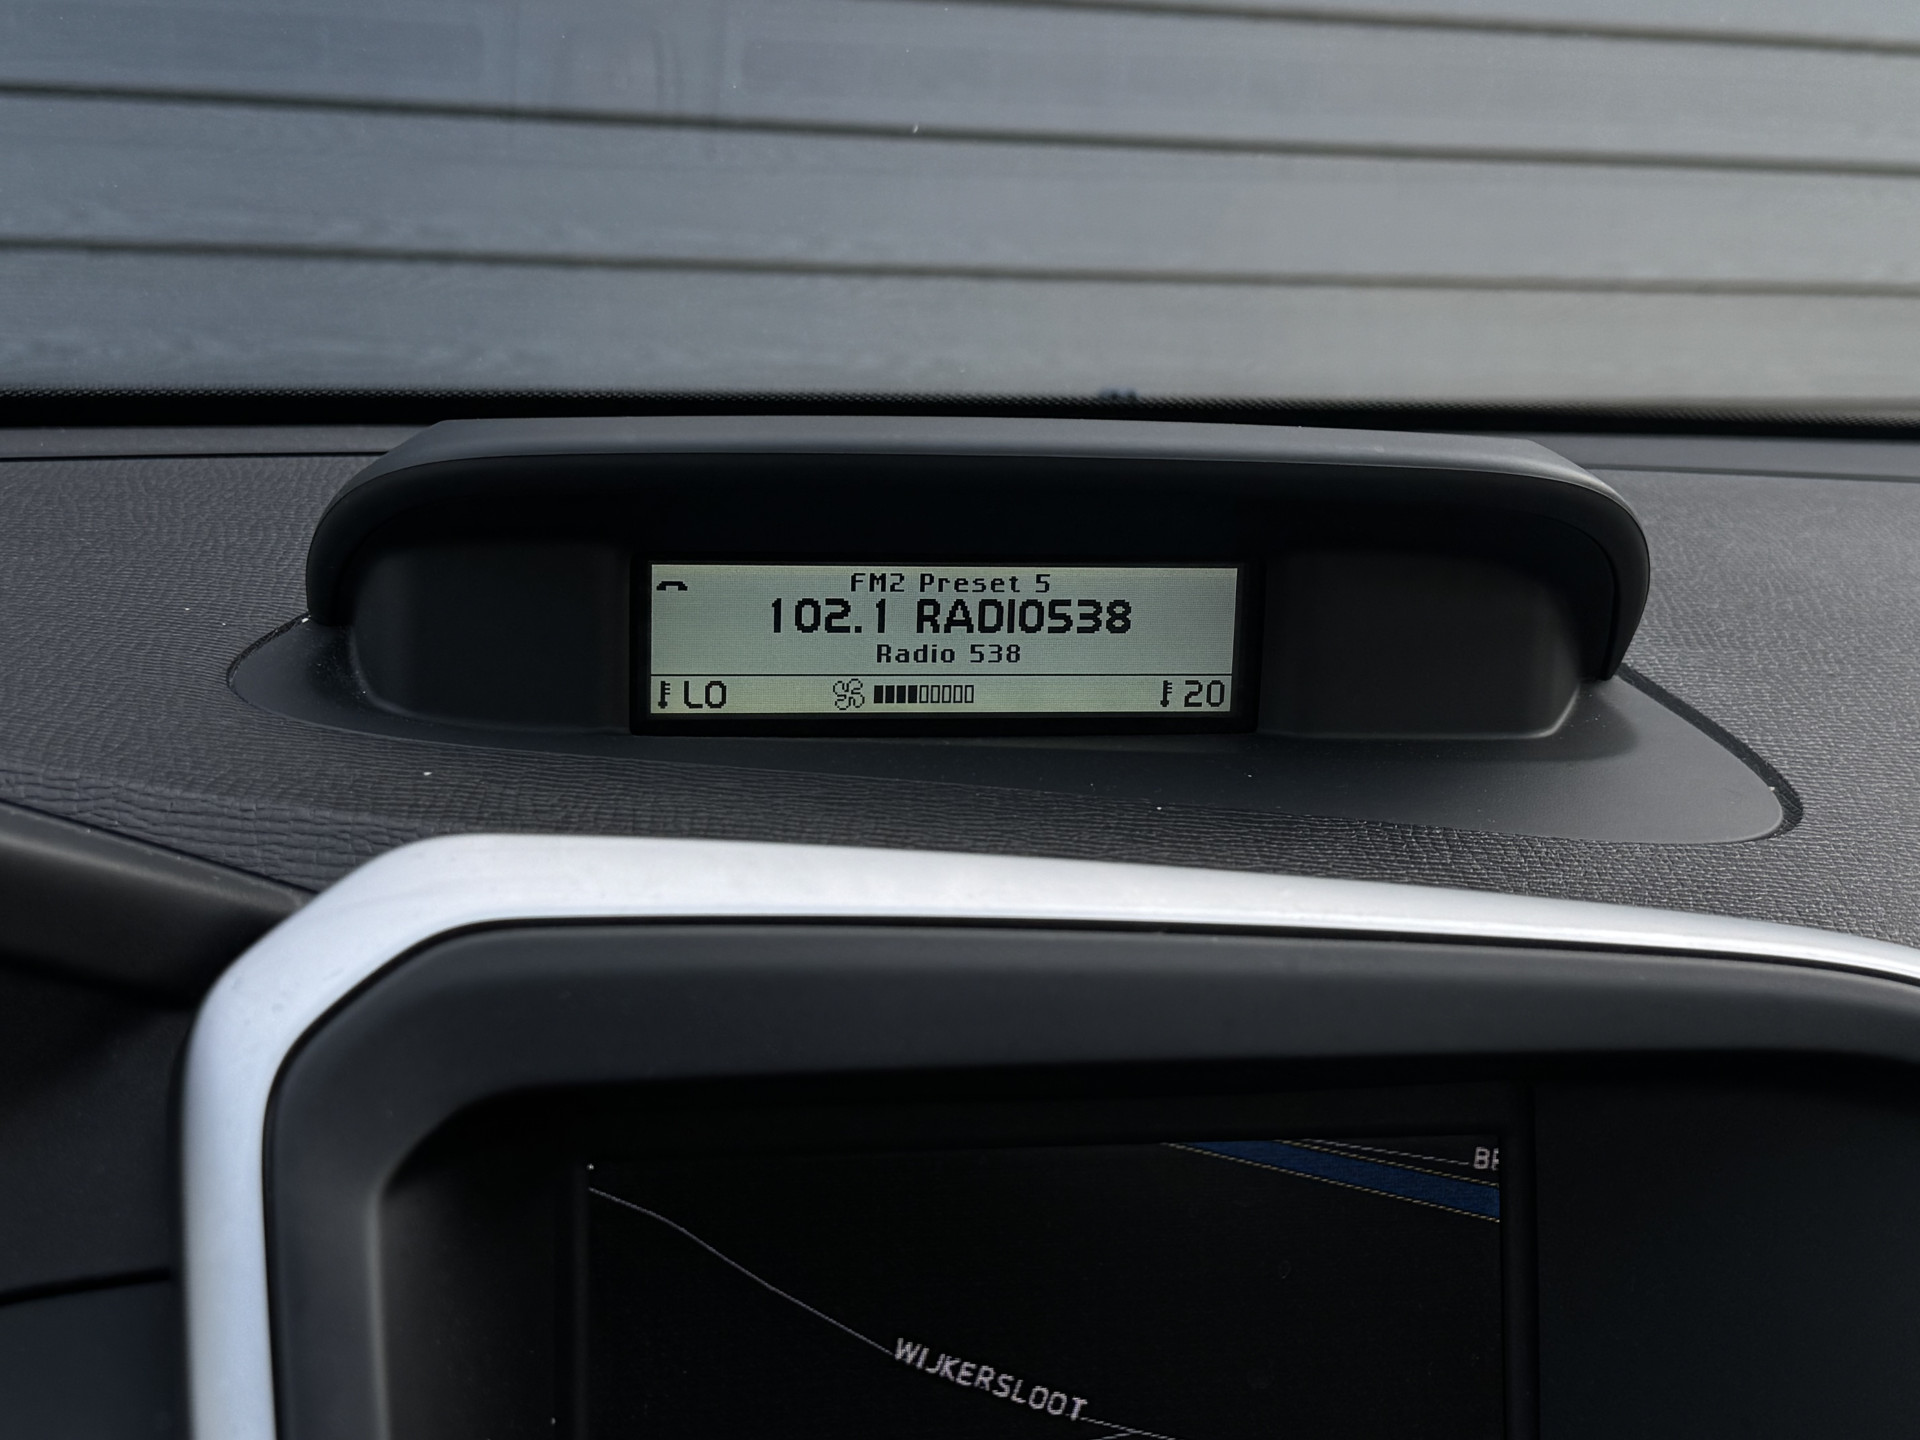 FM2 Preset 5
102.1 RADIO538
Radio 538
LO 20
WIJKERSLOOT